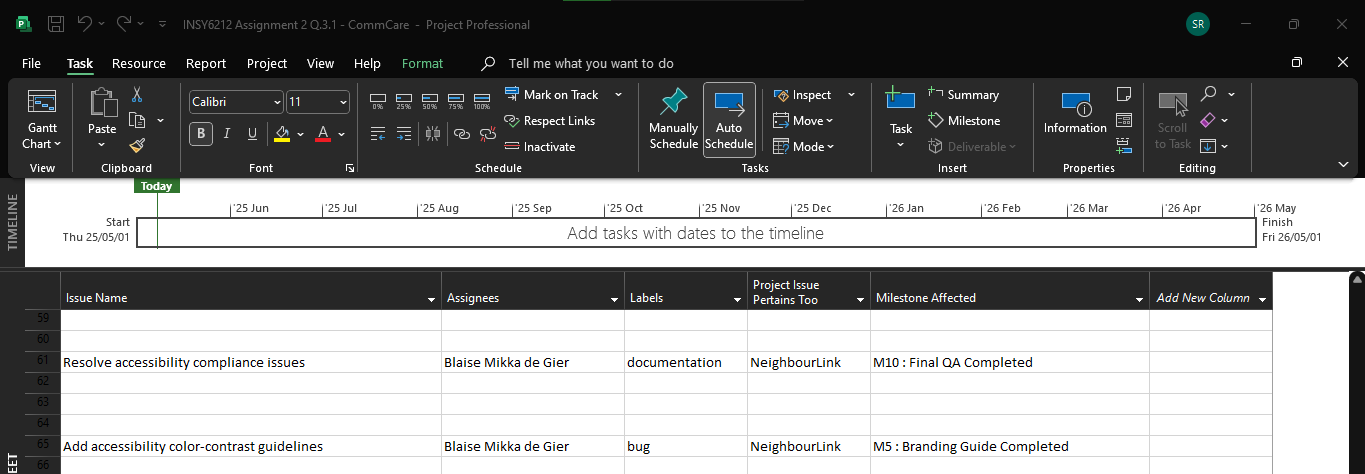 INSY6212 Assignment 2 Q.3.1 - CommCare - Project Professional
SR
File Task Resource Report Project View Help Format Tell me what you want to do
Gantt Chart
View
Paste
Clipboard
Calibri 11
B I U A
Font
0% 25% 50% 75% 100%
Mark on Track
Respect Links
Inactivate
Schedule
Manually Schedule
Auto Schedule
Inspect
Move
Mode
Tasks
Task
Summary
Milestone
Deliverable
Insert
Information
Properties
Scroll to Task
Editing
TIMELINE
Today
'25 Jun '25 Jul '25 Aug '25 Sep '25 Oct '25 Nov '25 Dec '26 Jan '26 Feb '26 Mar '26 Apr '26 May
Start
Thu 25/05/01
Add tasks with dates to the timeline
Finish
Fri 26/05/01
Issue Name Assignees Labels Project Issue Pertains Too Milestone Affected Add New Column
59
60
61 Resolve accessibility compliance issues Blaise Mikka de Gier documentation NeighbourLink M10 : Final QA Completed
62
63
64
65 Add accessibility color-contrast guidelines Blaise Mikka de Gier bug NeighbourLink M5 : Branding Guide Completed
66